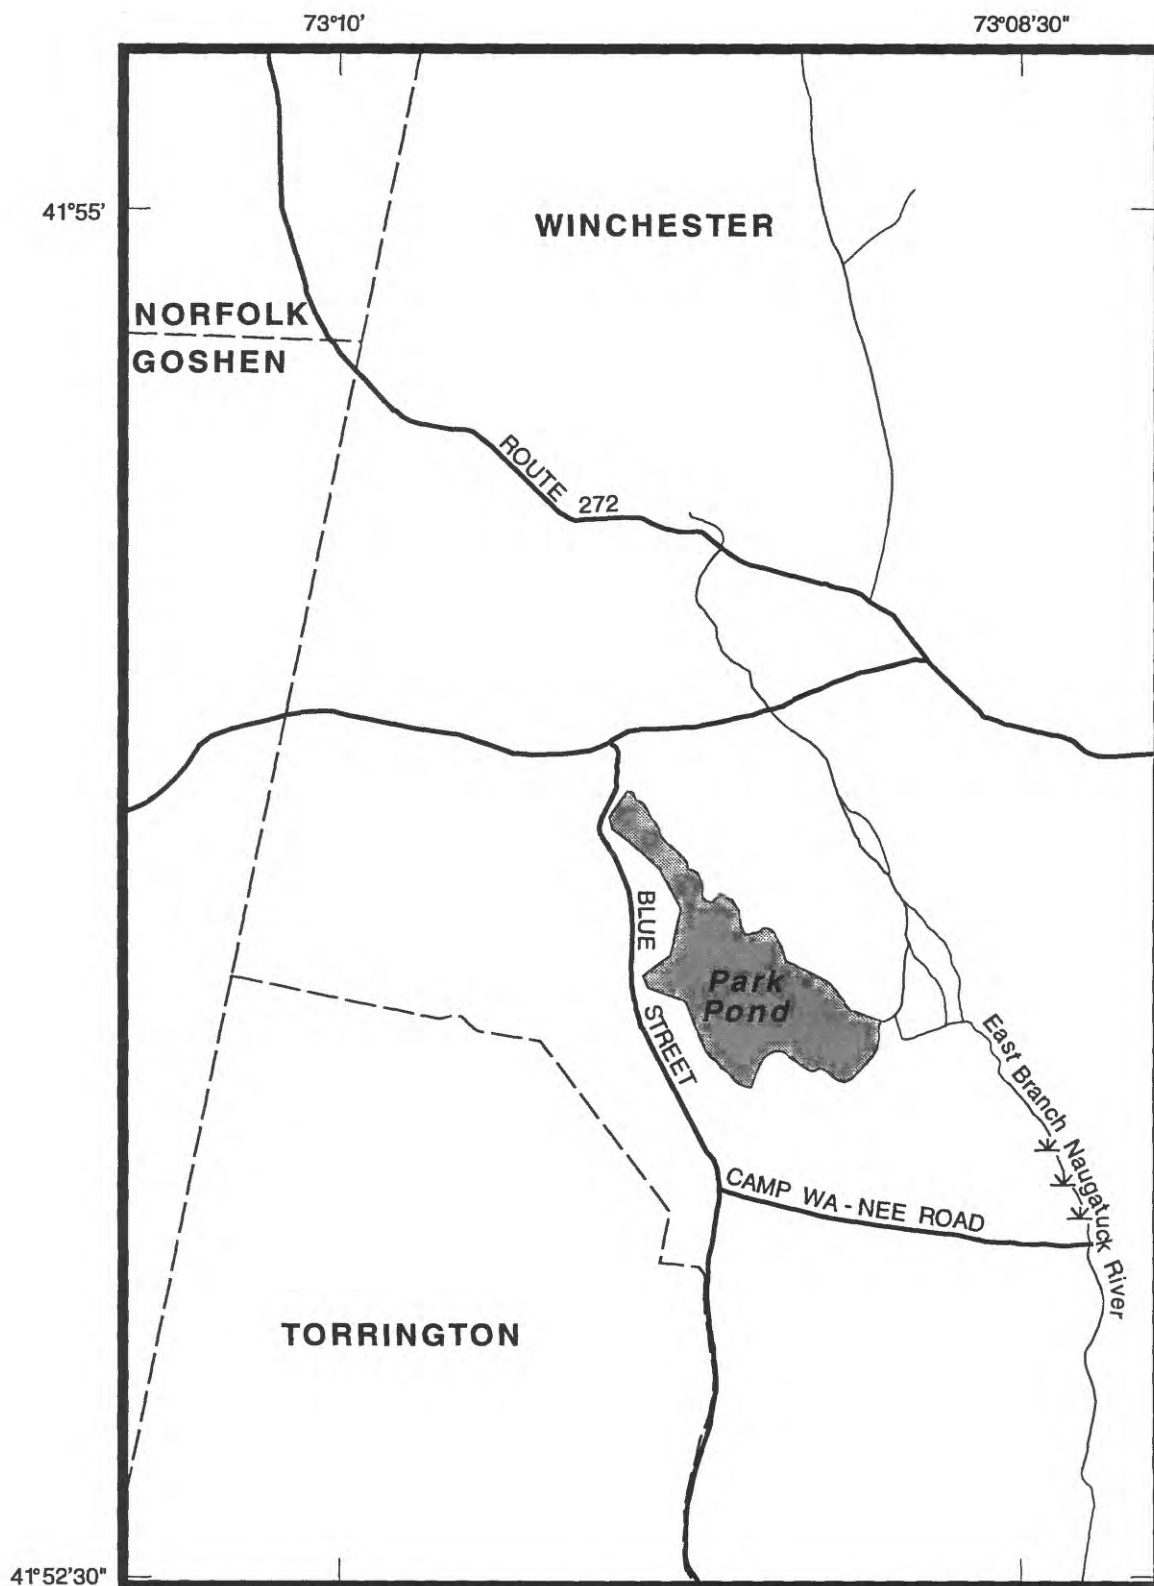 73°10'
73°08'30"
41°55'
WINCHESTER
NORFOLK
GOSHEN
ROUTE 272
BLUE STREET
Park
Pond
East Branch Naugatuck River
CAMP WA-NEE ROAD
TORRINGTON
41°52'30"